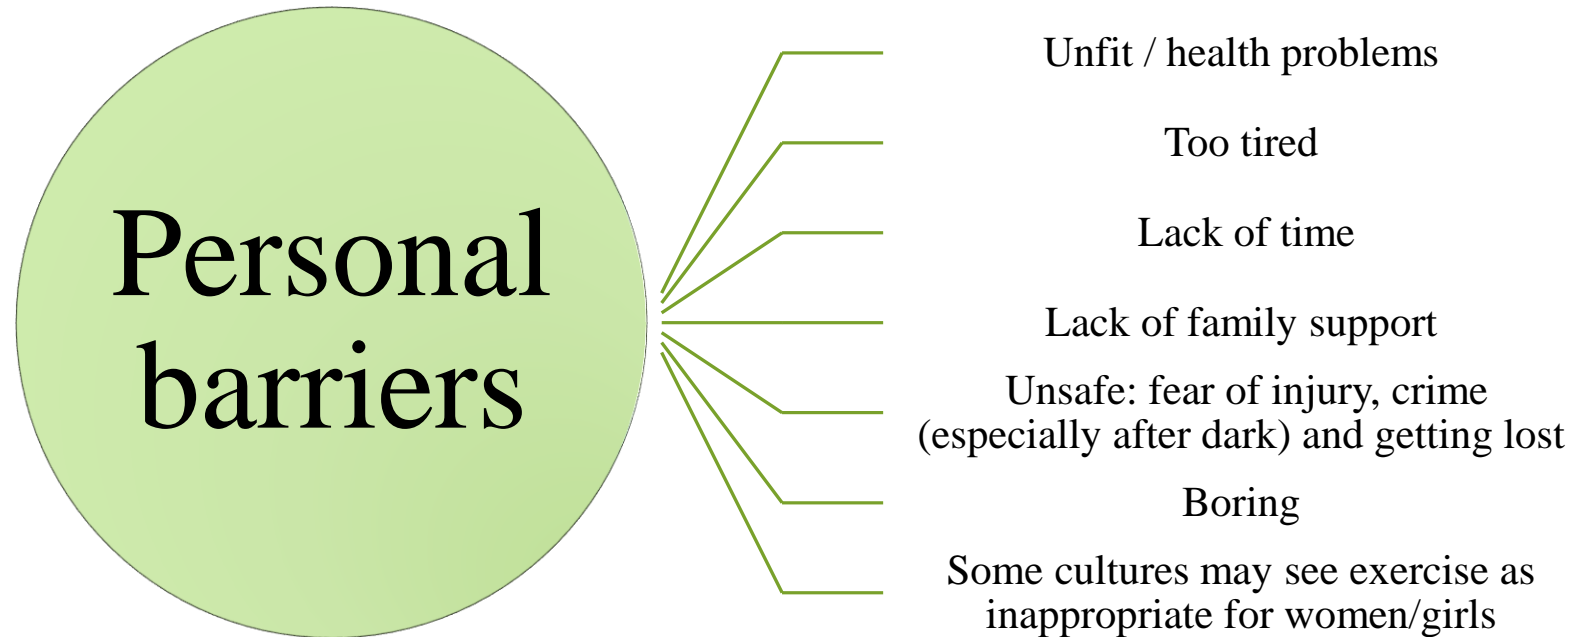 Personal
barriers
Unfit / health problems
Too tired
Lack of time
Lack of family support
Unsafe: fear of injury, crime
(especially after dark) and getting lost
Boring
Some cultures may see exercise as
inappropriate for women/girls